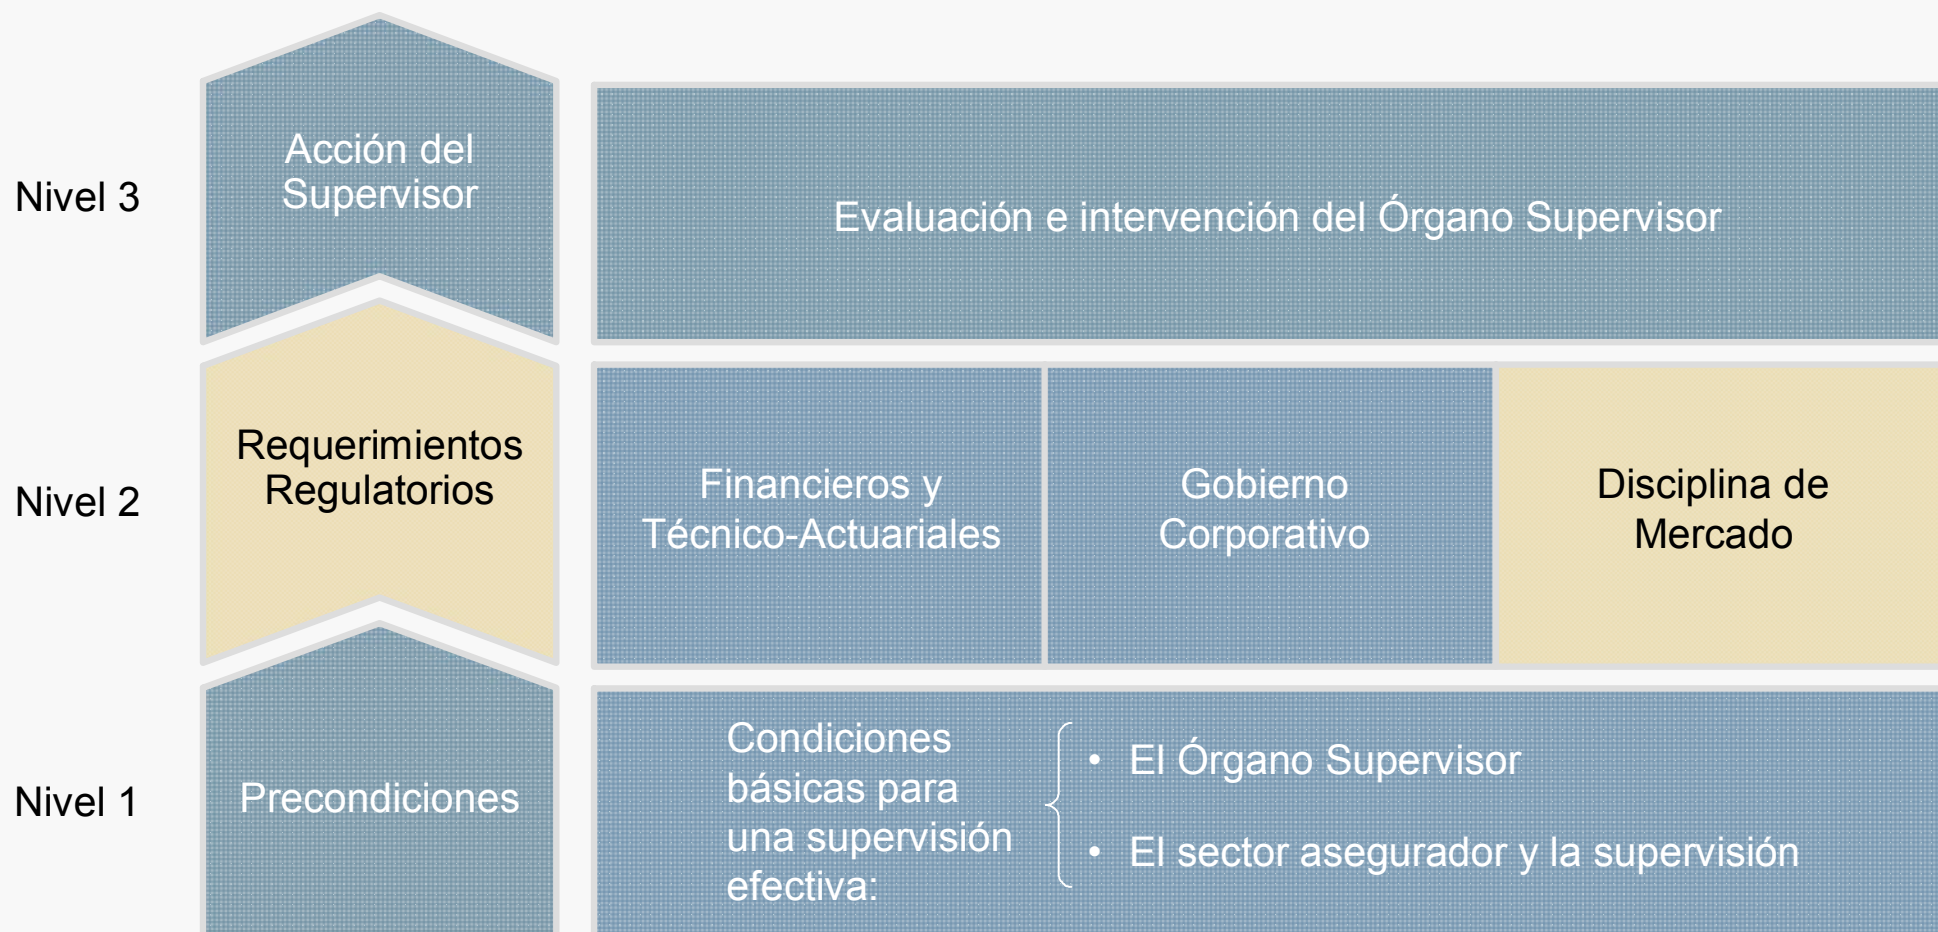 Nivel 3
Acción del
Supervisor
Evaluación e intervención del Órgano Supervisor
Nivel 2
Requerimientos
Regulatorios
Financieros y
Técnico-Actuariales
Gobierno
Corporativo
Disciplina de
Mercado
Nivel 1
Precondiciones
Condiciones
básicas para
una supervisión
efectiva:
• El Órgano Supervisor
• El sector asegurador y la supervisión